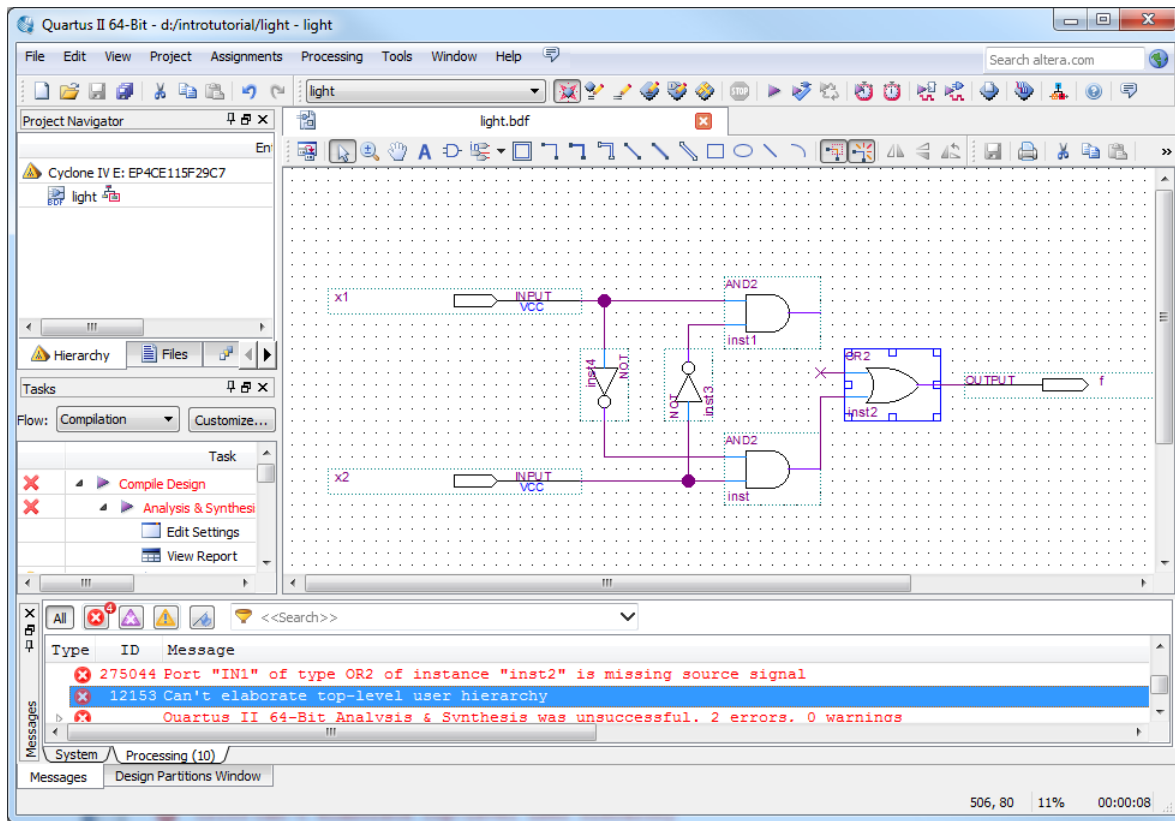 Quartus II 64-Bit - d:/introtutorial/light - light
File Edit View Project Assignments Processing Tools Window Help
Search altera.com
light
STOP
Project Navigator
light.bdf
Ent
A
Cyclone IV E: EP4CE115F29C7
BDF light
Hierarchy Files
Tasks
Flow: Compilation Customize...
Task
Compile Design
Analysis & Synthesi
Edit Settings
View Report
x1 INPUT
VCC
AND2
inst1
inst4 NOT
NOT inst3
OR2
inst2
OUTPUT f
x2 INPUT
VCC
AND2
inst
All 4 <<Search>>
Type ID Message
275044 Port "IN1" of type OR2 of instance "inst2" is missing source signal
12153 Can't elaborate top-level user hierarchy
Quartus II 64-Bit Analysis & Synthesis was unsuccessful. 2 errors, 0 warnings
Messages
System Processing (10)
Messages Design Partitions Window
506, 80 11% 00:00:08